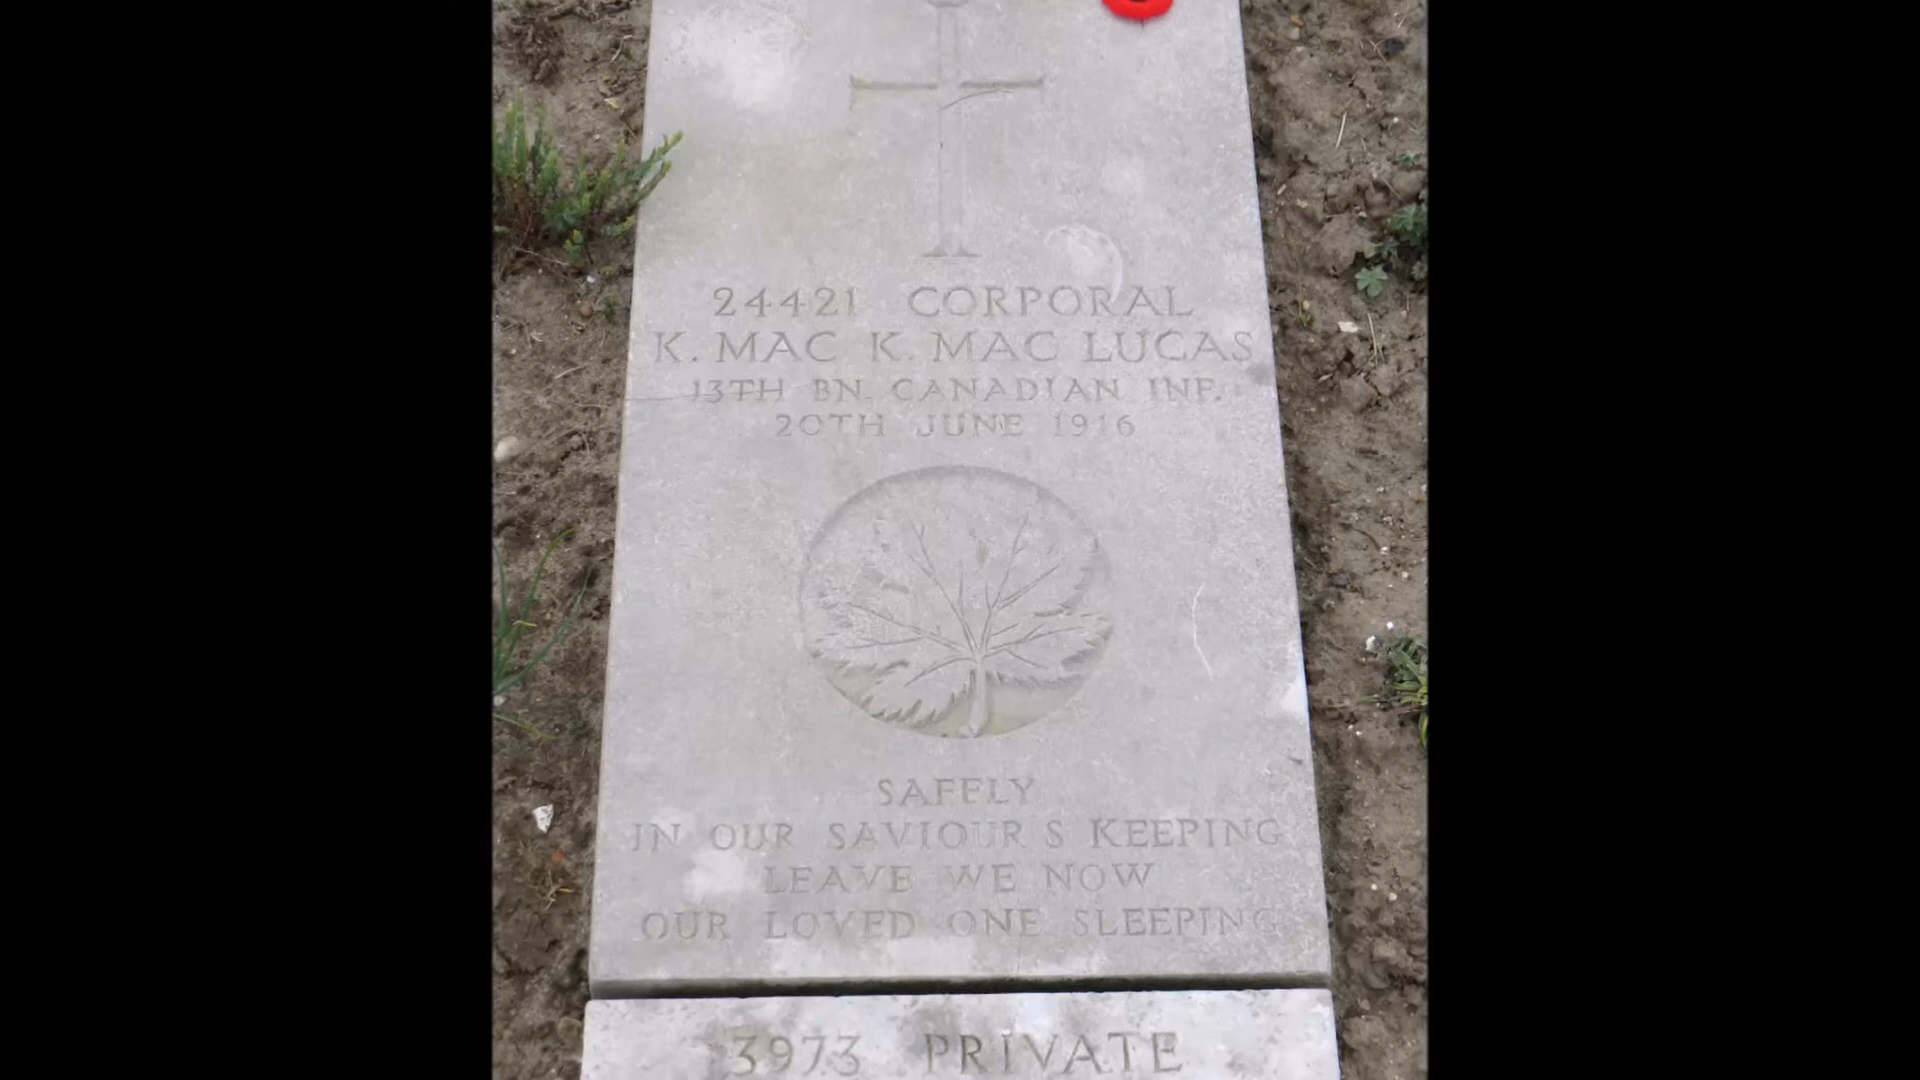 24421 CORPORAL
K. MAC K. MAC LUCAS
13TH BN. CANADIAN INF.
20TH JUNE 1916
SAFELY
IN OUR SAVIOUR'S KEEPING
LEAVE WE NOW
OUR LOVED ONE SLEEPING
3973 PRIVATE